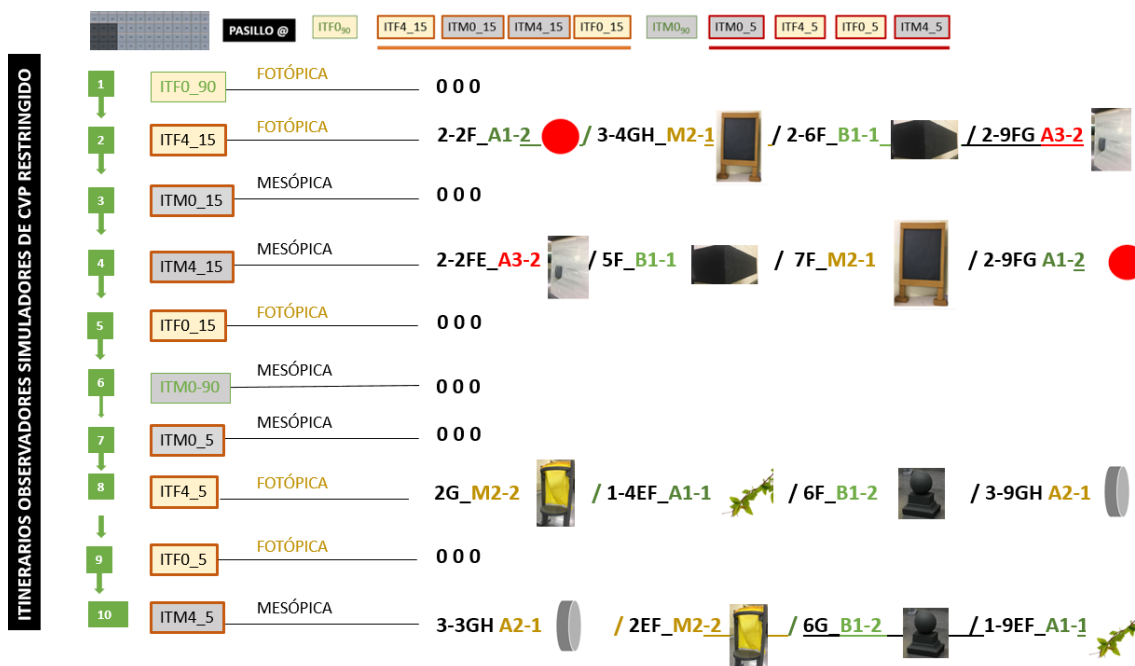 PASILLO @ ITF0₉₀ ITF4_15 ITM0_15 ITM4_15 ITF0_15 ITM0₉₀ ITM0_5 ITF4_5 ITF0_5 ITM4_5
ITINERARIOS OBSERVADORES SIMULADORES DE CVP RESTRINGIDO
1 ITF0_90 FOTÓPICA 0 0 0
2 ITF4_15 FOTÓPICA 2-2F_A1-2 / 3-4GH_M2-1 / 2-6F_B1-1 / 2-9FG A3-2
3 ITM0_15 MESÓPICA 0 0 0
4 ITM4_15 MESÓPICA 2-2FE_A3-2 / 5F_B1-1 / 7F_M2-1 / 2-9FG A1-2
5 ITF0_15 FOTÓPICA 0 0 0
6 ITM0-90 MESÓPICA 0 0 0
7 ITM0_5 MESÓPICA 0 0 0
8 ITF4_5 FOTÓPICA 2G_M2-2 / 1-4EF_A1-1 / 6F_B1-2 / 3-9GH A2-1
9 ITF0_5 FOTÓPICA 0 0 0
10 ITM4_5 MESÓPICA 3-3GH A2-1 / 2EF_M2-2 / 6G_B1-2 / 1-9EF_A1-1